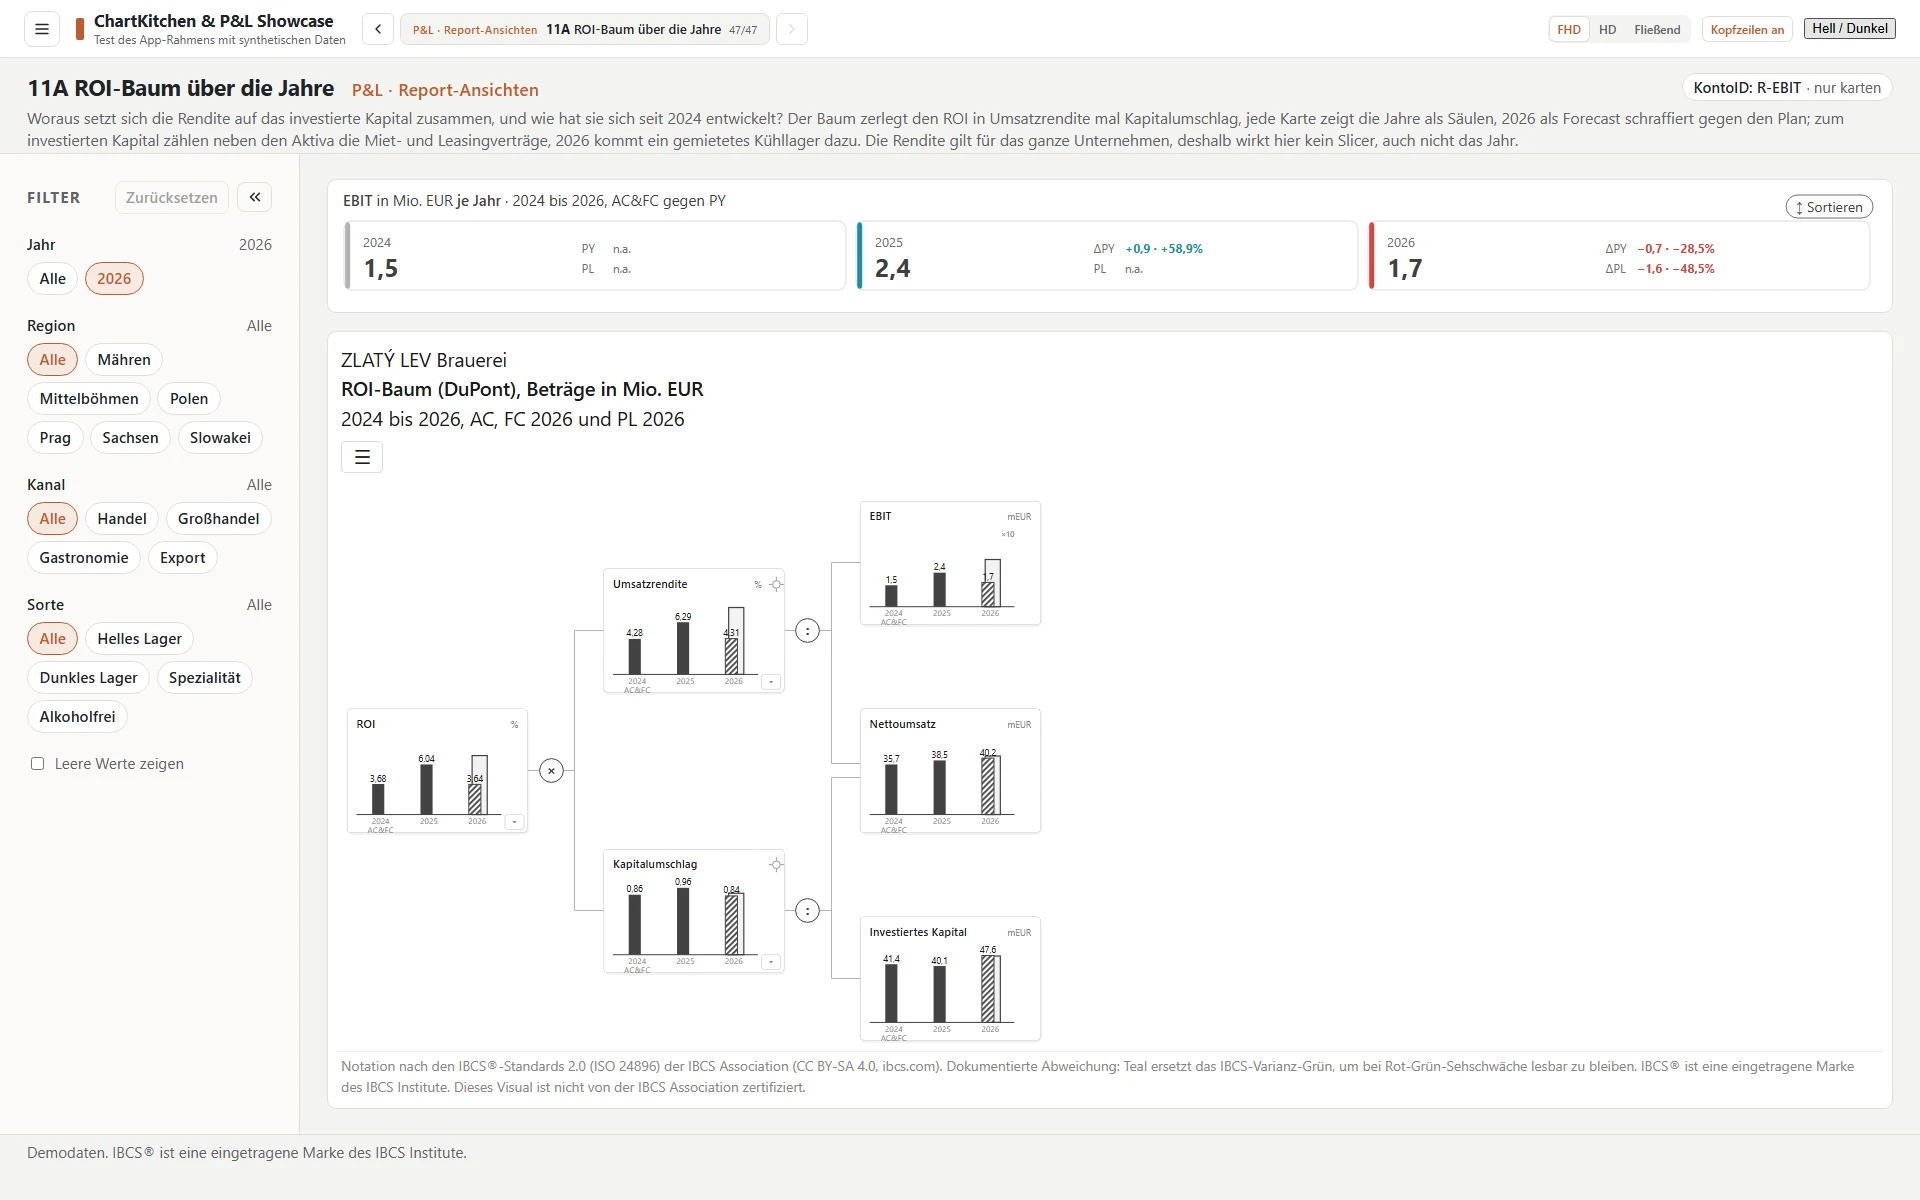 ChartKitchen & P&L Showcase
Test des App-Rahmens mit synthetischen Daten
P&L · Report-Ansichten 11A ROI-Baum über die Jahre 47/47
FHD HD Fließend
Kopfzeilen an
Hell / Dunkel
11A ROI-Baum über die Jahre P&L · Report-Ansichten
KontoID: R-EBIT · nur karten
Woraus setzt sich die Rendite auf das investierte Kapital zusammen, und wie hat sie sich seit 2024 entwickelt? Der Baum zerlegt den ROI in Umsatzrendite mal Kapitalumschlag, jede Karte zeigt die Jahre als Säulen, 2026 als Forecast schraffiert gegen den Plan; zum
investierten Kapital zählen neben den Aktiva die Miet- und Leasingverträge, 2026 kommt ein gemietetes Kühllager dazu. Die Rendite gilt für das ganze Unternehmen, deshalb wirkt hier kein Slicer, auch nicht das Jahr.
FILTER Zurücksetzen «
Jahr 2026
Alle 2026
Region Alle
Alle Mähren
Mittelböhmen Polen
Prag Sachsen Slowakei
Kanal Alle
Alle Handel Großhandel
Gastronomie Export
Sorte Alle
Alle Helles Lager
Dunkles Lager Spezialität
Alkoholfrei
Leere Werte zeigen
EBIT in Mio. EUR je Jahr · 2024 bis 2026, AC&FC gegen PY
↕ Sortieren
2024
1,5
PY n.a.
PL n.a.
2025
2,4
ΔPY +0,9 · +58,9%
PL n.a.
2026
1,7
ΔPY −0,7 · −28,5%
ΔPL −1,6 · −48,5%
ZLATÝ LEV Brauerei
ROI-Baum (DuPont), Beträge in Mio. EUR
2024 bis 2026, AC, FC 2026 und PL 2026
☰
ROI %
3,68 6,04 3,64
2024 2025 2026
AC&FC
×
Umsatzrendite %
4,28 6,29 4,31
2024 2025 2026
AC&FC
:
Kapitalumschlag
0,86 0,96 0,84
2024 2025 2026
AC&FC
:
EBIT mEUR
×10
1,5 2,4 1,7
2024 2025 2026
AC&FC
Nettoumsatz mEUR
35,7 38,5 40,2
2024 2025 2026
AC&FC
Investiertes Kapital mEUR
41,4 40,1 47,6
2024 2025 2026
AC&FC
Notation nach den IBCS®-Standards 2.0 (ISO 24896) der IBCS Association (CC BY-SA 4.0, ibcs.com). Dokumentierte Abweichung: Teal ersetzt das IBCS-Varianz-Grün, um bei Rot-Grün-Sehschwäche lesbar zu bleiben. IBCS® ist eine eingetragene Marke
des IBCS Institute. Dieses Visual ist nicht von der IBCS Association zertifiziert.
Demodaten. IBCS® ist eine eingetragene Marke des IBCS Institute.